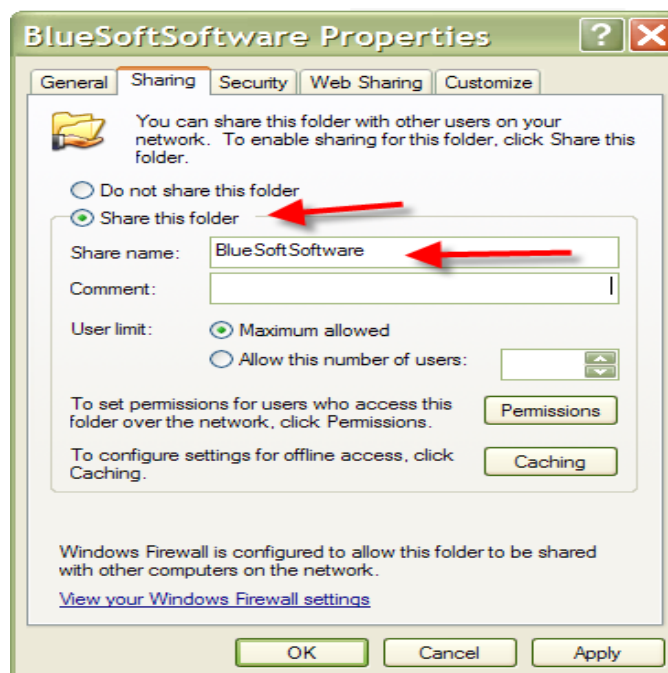 BlueSoftSoftware Properties
General Sharing Security Web Sharing Customize
You can share this folder with other users on your
network. To enable sharing for this folder, click Share this
folder.
Do not share this folder
Share this folder
Share name: BlueSoftSoftware
Comment:
User limit: Maximum allowed
Allow this number of users:
To set permissions for users who access this
folder over the network, click Permissions.
Permissions
To configure settings for offline access, click
Caching.
Caching
Windows Firewall is configured to allow this folder to be shared
with other computers on the network.
View your Windows Firewall settings
OK Cancel Apply